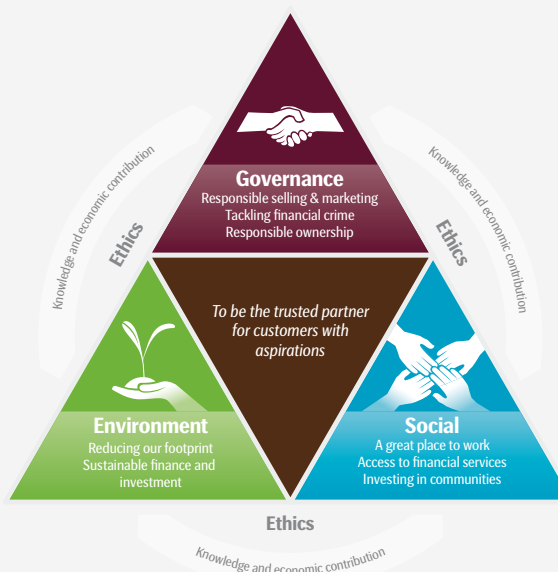 Knowledge and economic contribution
Ethics
Knowledge and economic contribution
Ethics
Governance
Responsible selling & marketing
Tackling financial crime
Responsible ownership
To be the trusted partner
for customers with
aspirations
Environment
Reducing our footprint
Sustainable finance and
investment
Social
A great place to work
Access to financial services
Investing in communities
Ethics
Knowledge and economic contribution